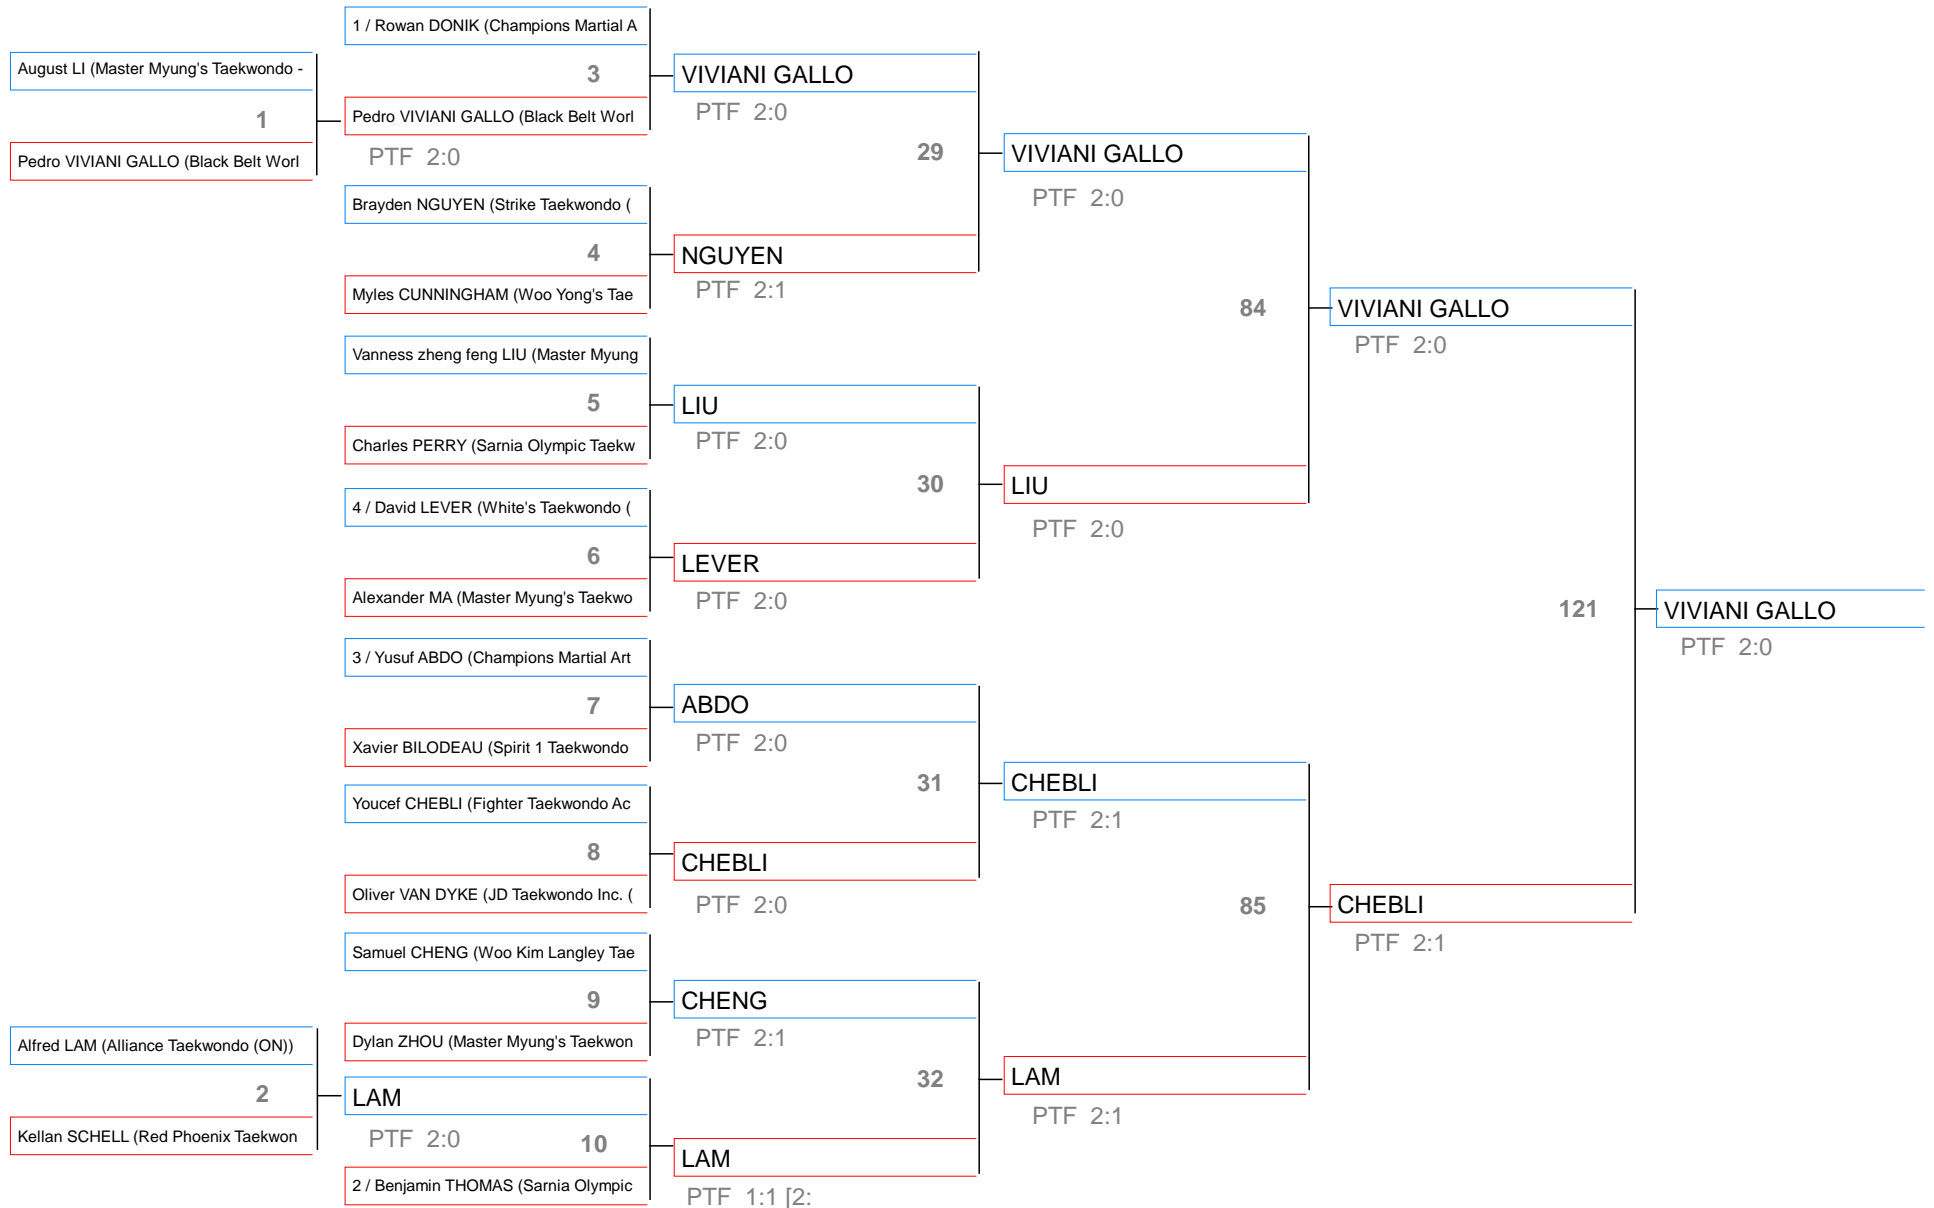 1 / Rowan DONIK (Champions Martial A
August LI (Master Myung's Taekwondo -
3
VIVIANI GALLO
PTF 2:0
1
Pedro VIVIANI GALLO (Black Belt Worl
Pedro VIVIANI GALLO (Black Belt Worl
PTF 2:0
29
VIVIANI GALLO
PTF 2:0
Brayden NGUYEN (Strike Taekwondo (
4
NGUYEN
PTF 2:1
Myles CUNNINGHAM (Woo Yong's Tae
84
VIVIANI GALLO
PTF 2:0
Vanness zheng feng LIU (Master Myung
5
LIU
PTF 2:0
Charles PERRY (Sarnia Olympic Taekw
30
LIU
PTF 2:0
4 / David LEVER (White's Taekwondo (
6
LEVER
PTF 2:0
Alexander MA (Master Myung's Taekwo
121
VIVIANI GALLO
PTF 2:0
3 / Yusuf ABDO (Champions Martial Art
7
ABDO
PTF 2:0
Xavier BILODEAU (Spirit 1 Taekwondo
31
CHEBLI
PTF 2:1
Youcef CHEBLI (Fighter Taekwondo Ac
8
CHEBLI
PTF 2:0
Oliver VAN DYKE (JD Taekwondo Inc. (
85
CHEBLI
PTF 2:1
Samuel CHENG (Woo Kim Langley Tae
9
CHENG
PTF 2:1
Dylan ZHOU (Master Myung's Taekwon
Alfred LAM (Alliance Taekwondo (ON))
32
LAM
PTF 2:1
2
LAM
PTF 2:0
Kellan SCHELL (Red Phoenix Taekwon
10
LAM
PTF 1:1 [2:
2 / Benjamin THOMAS (Sarnia Olympic